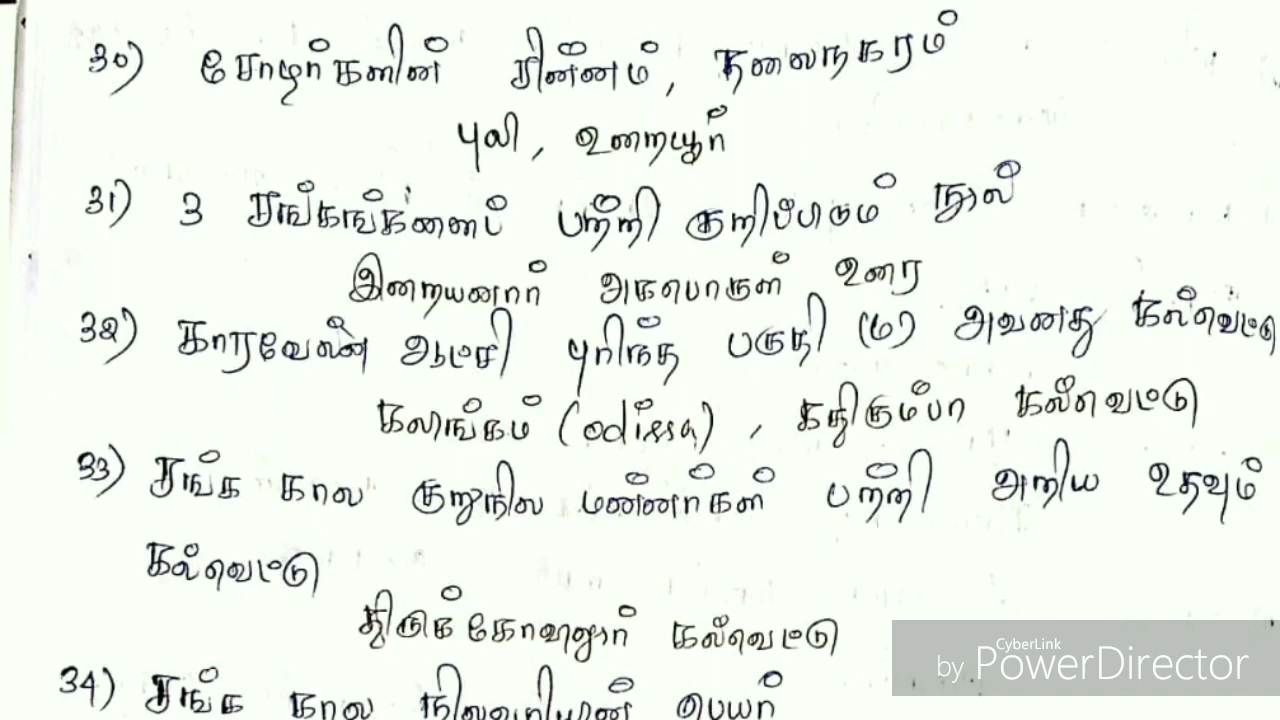 30) சோழர்களின் சின்னம், தலைநகரம்
புலி, உறையூர்
31) 3 சங்கங்களைப் பற்றி குறிப்பிடும் நூல்
இறையனார் அகபொருள் உரை
32) காரவேலன் ஆட்சி புரிந்த பகுதி (ம) அவனது கல்வெட்டு
கலிங்கம் (odissa), கதிகும்பா கல்வெட்டு
33) சங்க கால குறுநில மன்னர்கள் பற்றி அறிய உதவும்
கல்வெட்டு
திருக்கோவலூர் கல்வெட்டு
34) சங்க கால நிலவரியின் பெயர்
CyberLink
by PowerDirector